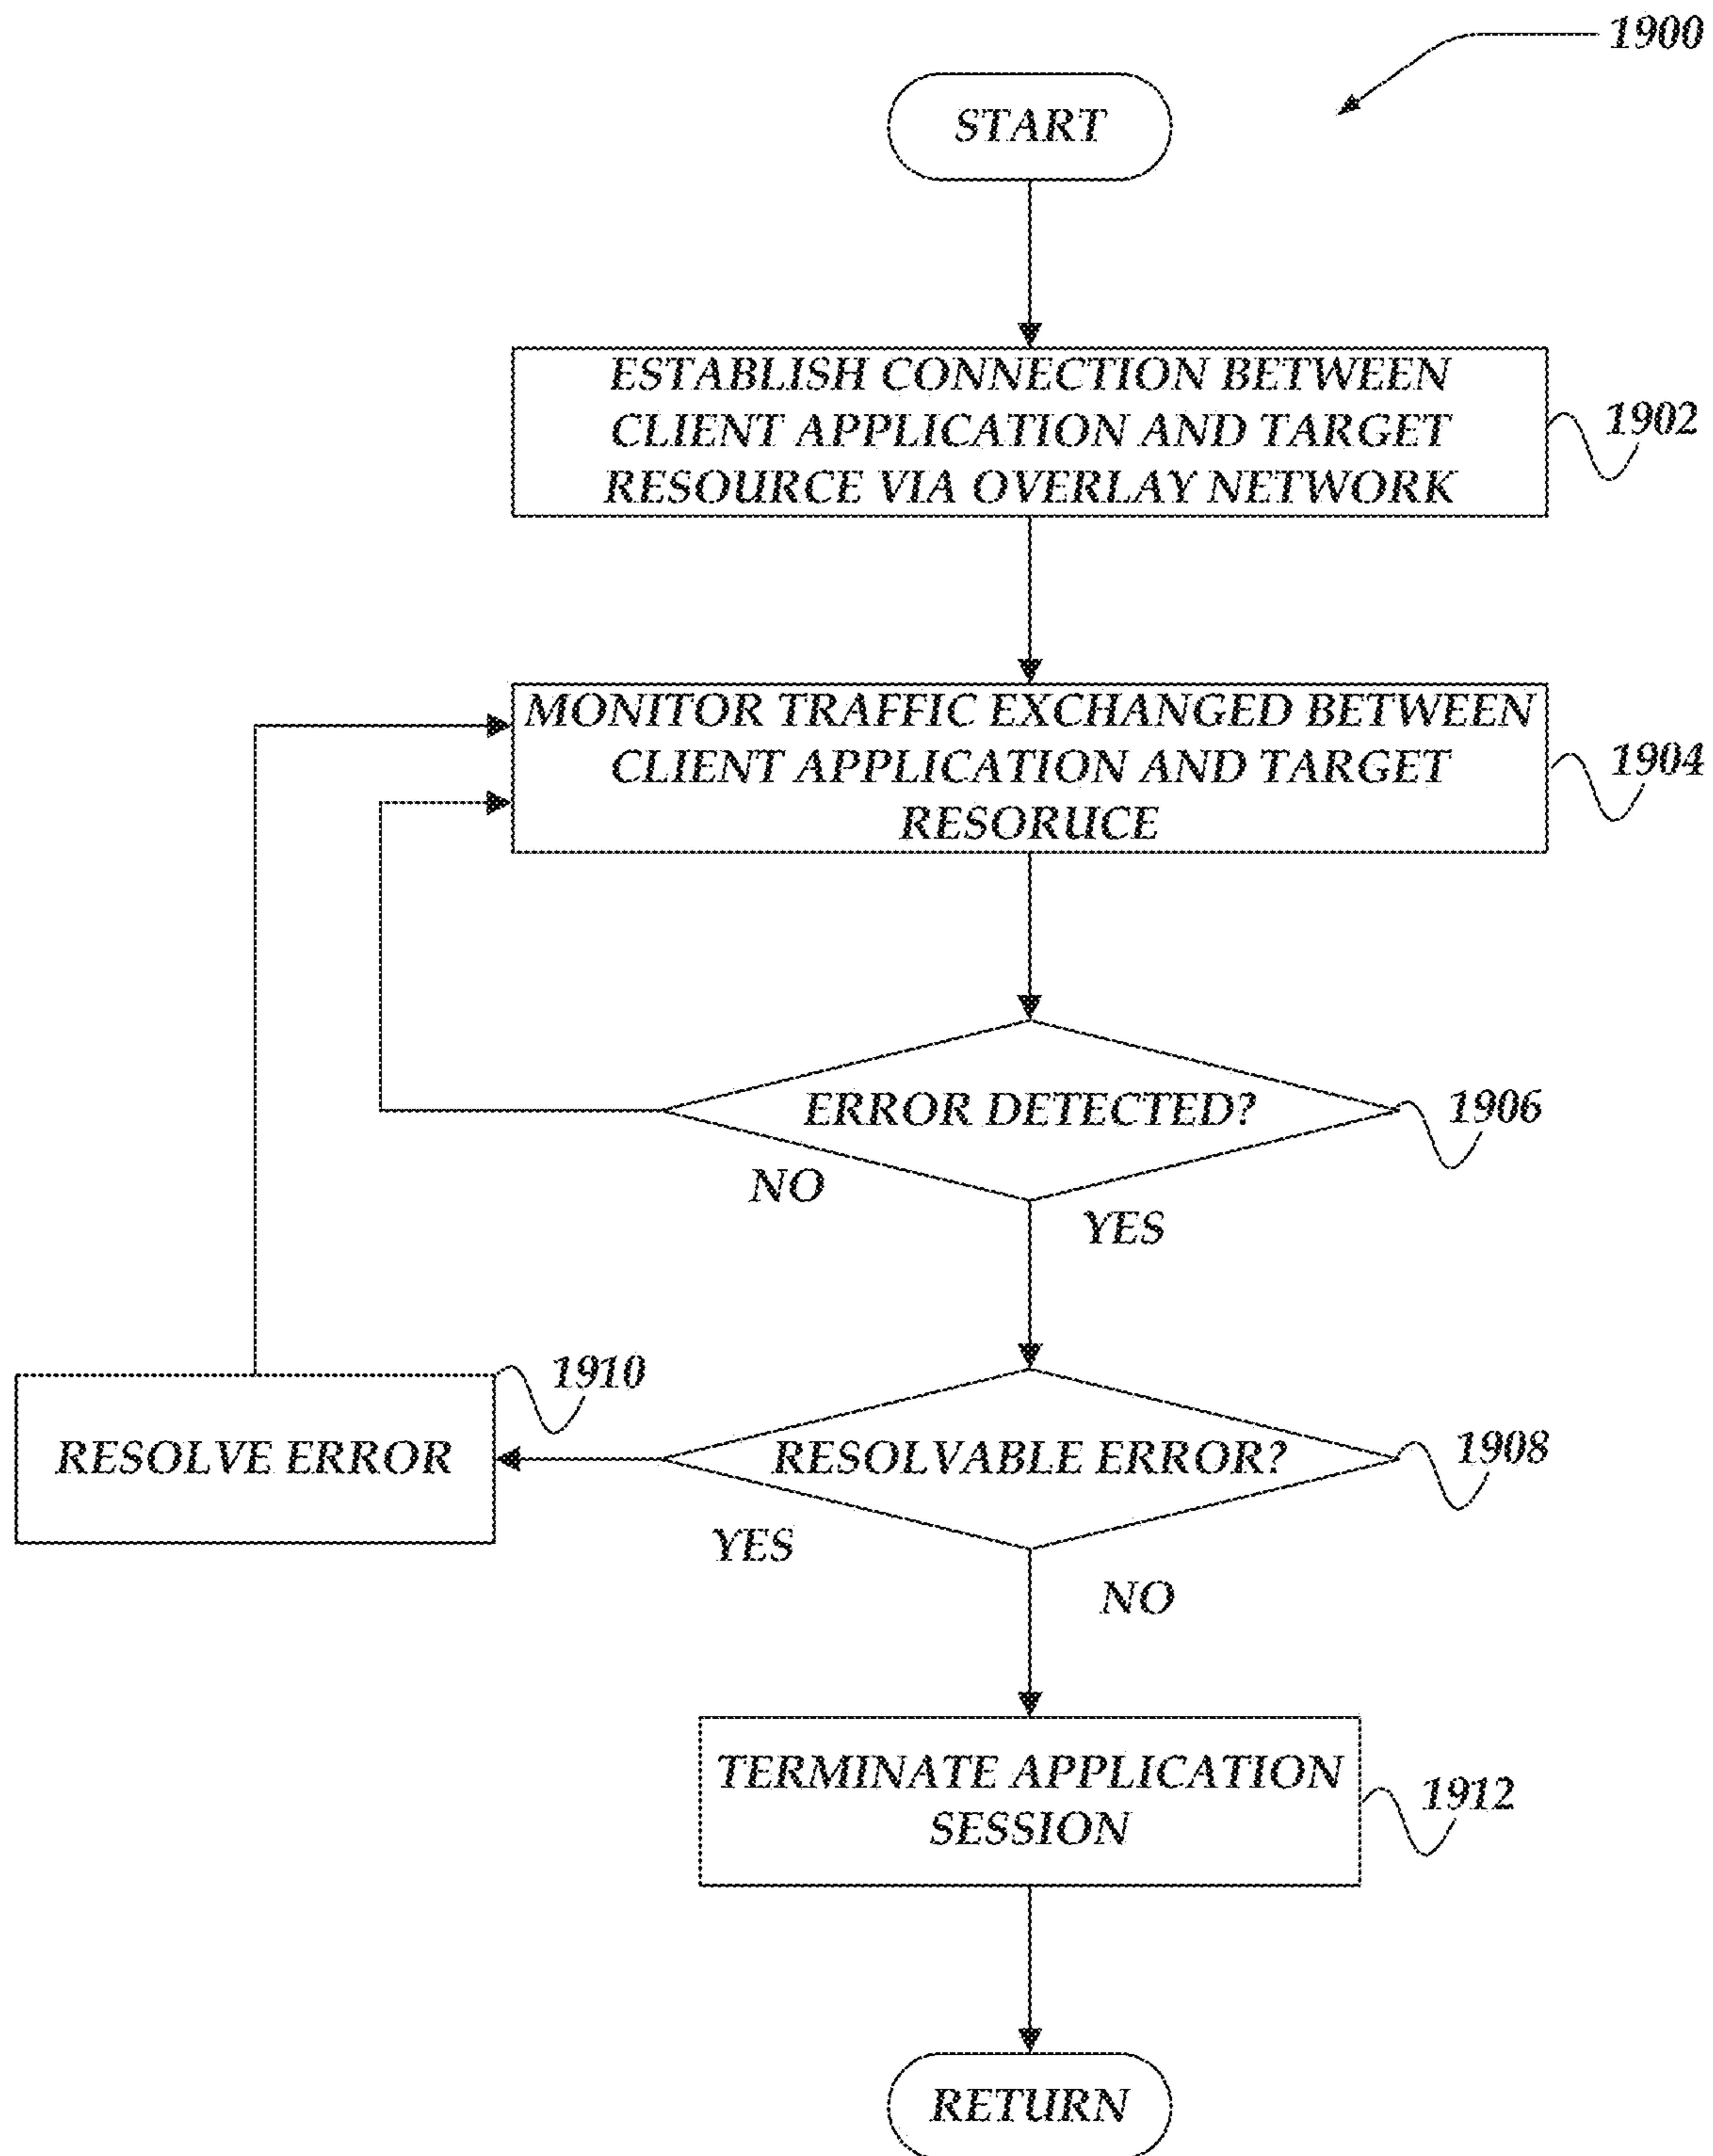 1900
START
ESTABLISH CONNECTION BETWEEN
CLIENT APPLICATION AND TARGET
RESOURCE VIA OVERLAY NETWORK
1902
MONITOR TRAFFIC EXCHANGED BETWEEN
CLIENT APPLICATION AND TARGET
RESORUCE
1904
ERROR DETECTED?
1906
NO
YES
1910
RESOLVE ERROR
RESOLVABLE ERROR?
1908
YES
NO
TERMINATE APPLICATION
SESSION
1912
RETURN